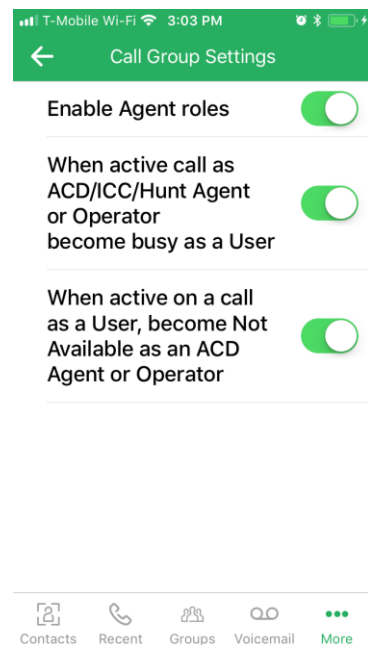 T-Mobile Wi-Fi 3:03 PM
Call Group Settings
Enable Agent roles
When active call as
ACD/ICC/Hunt Agent
or Operator
become busy as a User
When active on a call
as a User, become Not
Available as an ACD
Agent or Operator
Contacts Recent Groups Voicemail More